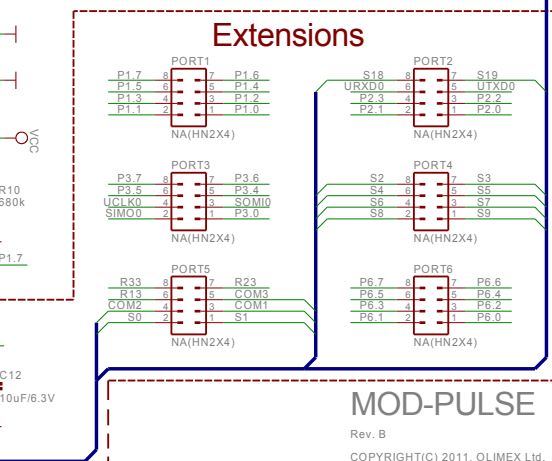 Extensions
PORT1
P1.7 8 7 P1.6
P1.5 6 5 P1.4
P1.3 4 3 P1.2
P1.1 2 1 P1.0
NA(HN2X4)
PORT2
S18 8 7 S19
URXD0 6 5 UTXD0
P2.3 4 3 P2.2
P2.1 2 1 P2.0
NA(HN2X4)
VCC
R10
680k
P1.7
PORT3
P3.7 8 7 P3.6
P3.5 6 5 P3.4
UCLK0 4 3 SOMI0
SIMO0 2 1 P3.0
NA(HN2X4)
PORT4
S2 8 7 S3
S4 6 5 S5
S6 4 3 S7
S8 2 1 S9
NA(HN2X4)
PORT5
R33 8 7 R23
R13 6 5 COM3
COM2 4 3 COM1
S0 2 1 S1
NA(HN2X4)
PORT6
P6.7 8 7 P6.6
P6.5 6 5 P6.4
P6.3 4 3 P6.2
P6.1 2 1 P6.0
NA(HN2X4)
C12
10uF/6.3V
MOD-PULSE
Rev. B
COPYRIGHT(C) 2011, OLIMEX Ltd.